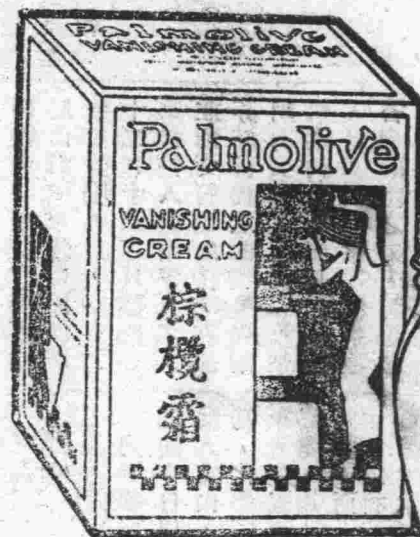 Palmolive
VANISHING CREAM
Palmolive
VANISHING
CREAM
棕
欖
霜